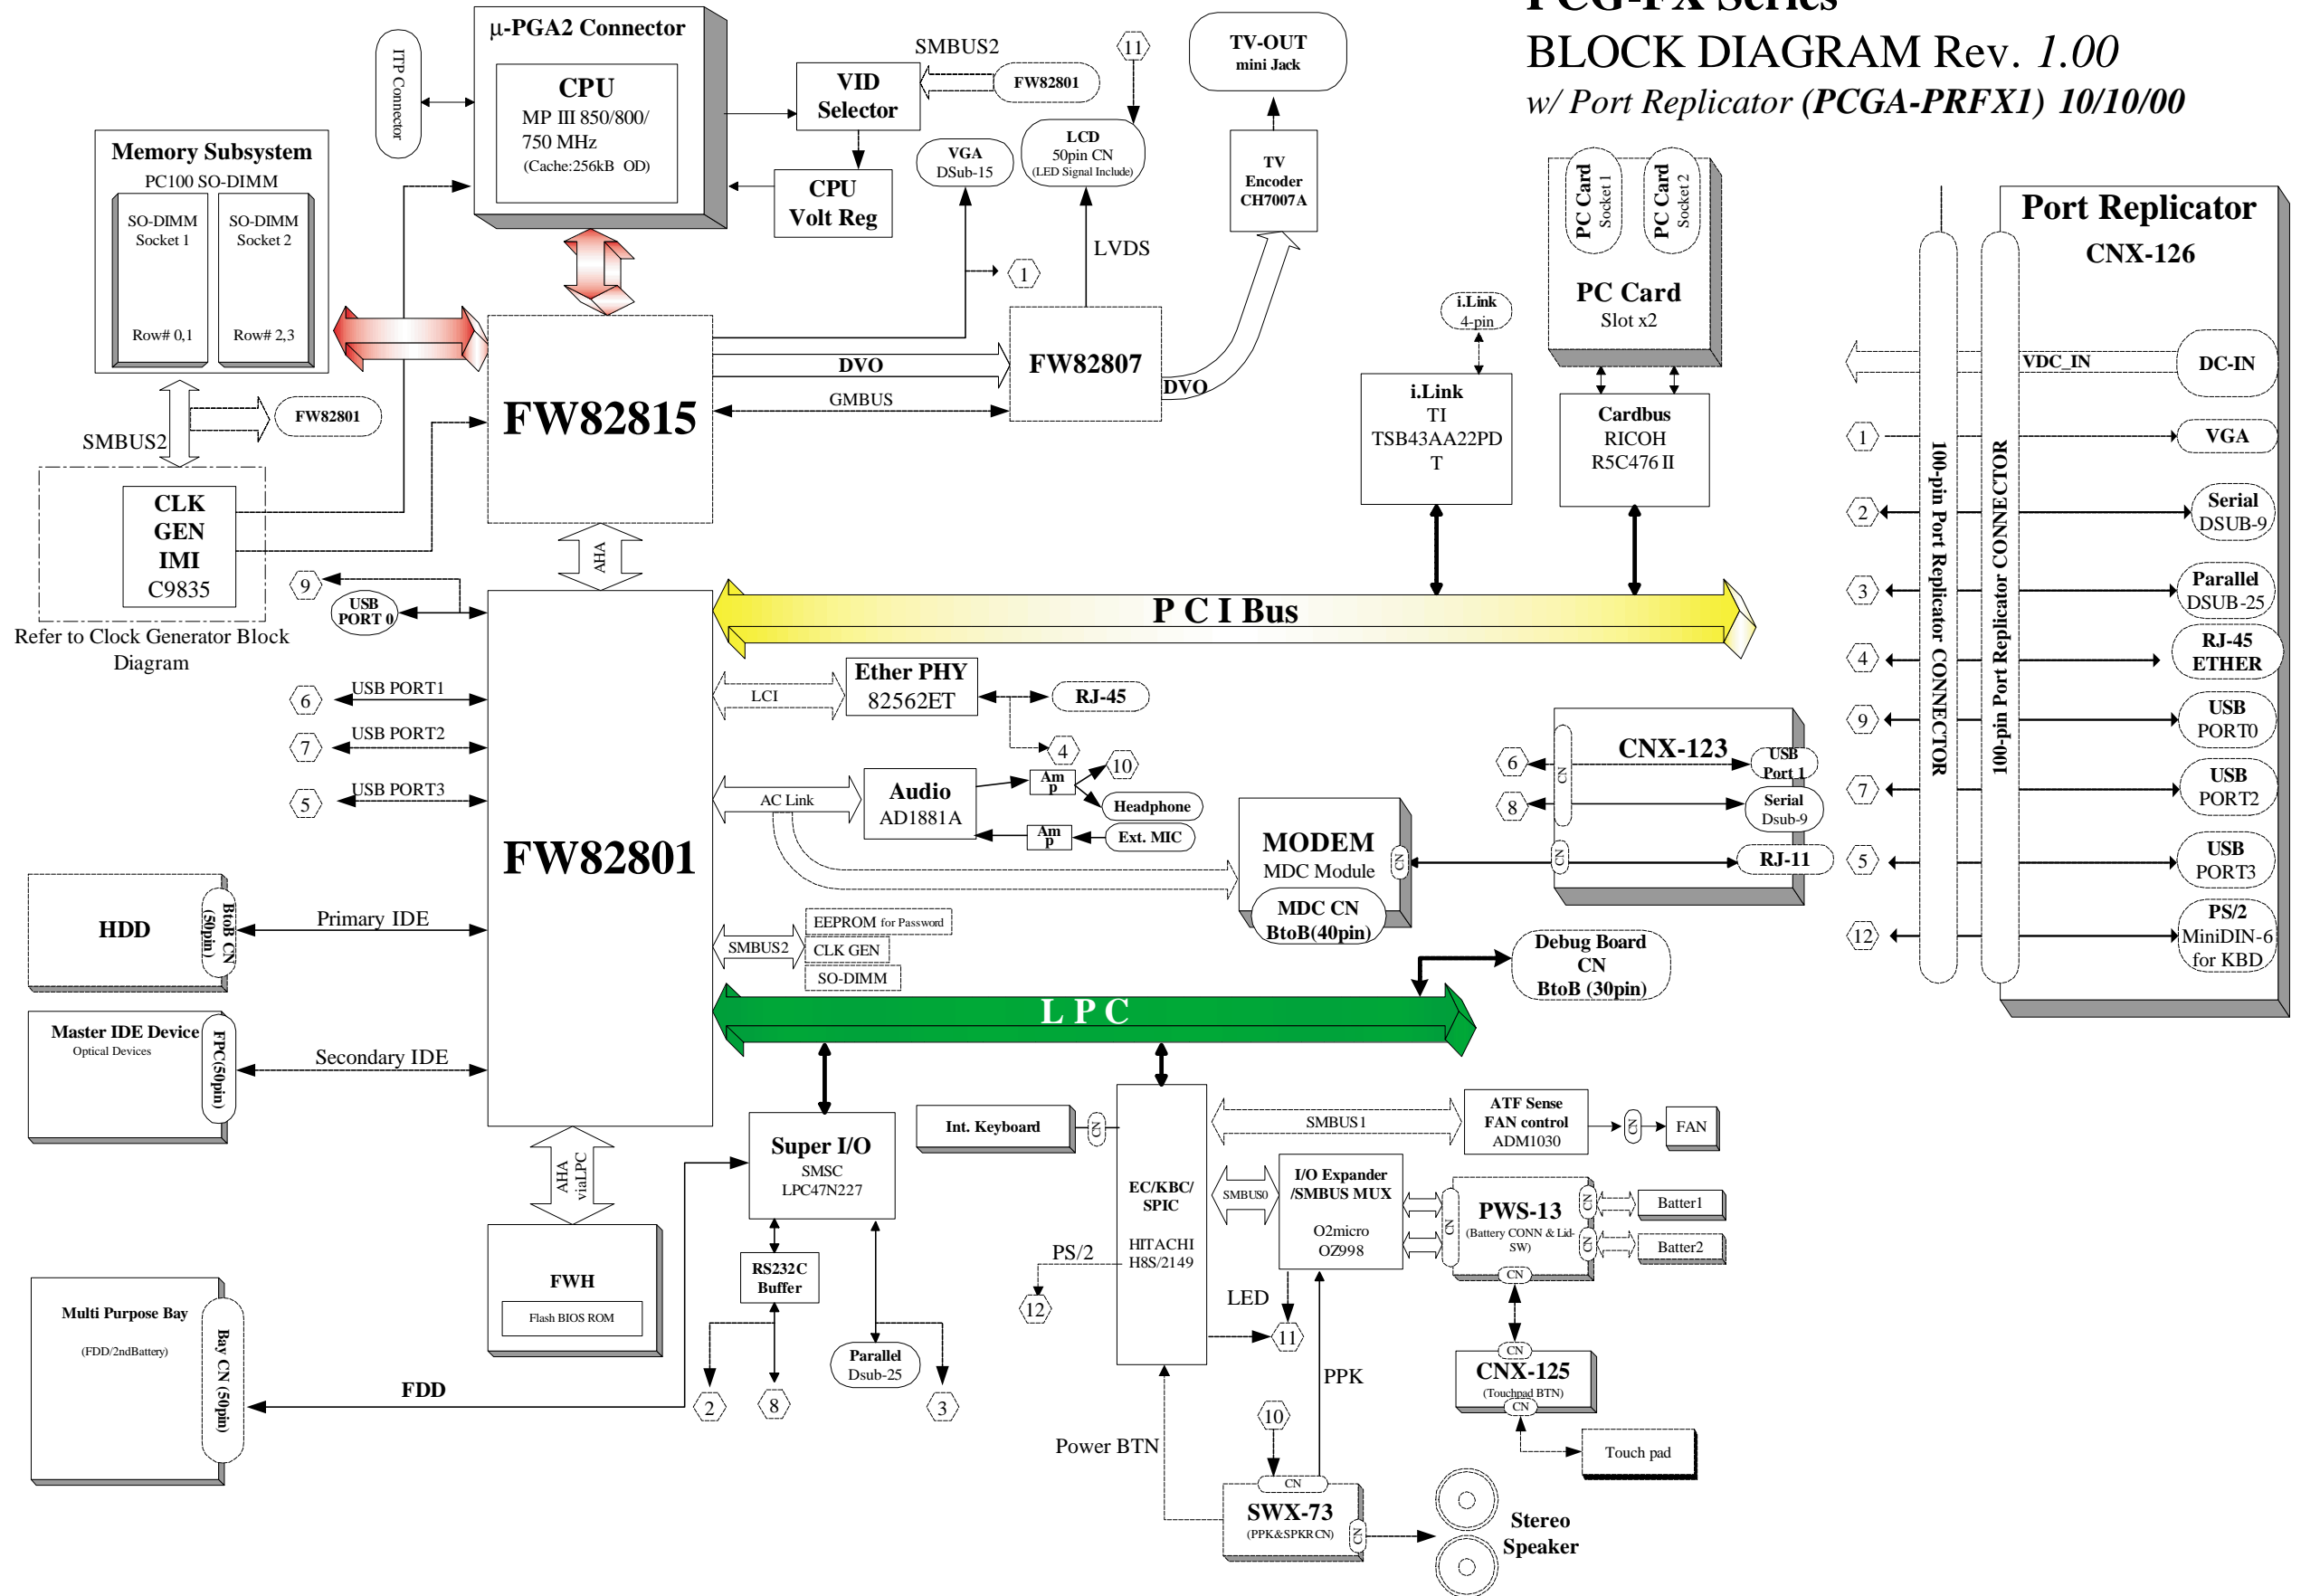 PCG-FX Series
BLOCK DIAGRAM Rev. 1.00
w/ Port Replicator (PCGA-PRFX1) 10/10/00
ITP Connector
µ-PGA2 Connector
CPU
MP III 850/800/
750 MHz
(Cache:256kB OD)
VID
Selector
SMBUS2
FW82801
CPU
Volt Reg
11
TV-OUT
mini Jack
VGA
DSub-15
LCD
50pin CN
(LED Signal Include)
TV
Encoder
CH7007A
LVDS
1
Memory Subsystem
PC100 SO-DIMM
SO-DIMM
Socket 1
Row# 0,1
SO-DIMM
Socket 2
Row# 2,3
SMBUS2
FW82801
CLK
GEN
IMI
C9835
Refer to Clock Generator Block
Diagram
FW82815
DVO
GMBUS
FW82807
DVO
i.Link
4-pin
i.Link
TI
TSB43AA22PD
T
PC Card
Socket 1
PC Card
Socket 2
PC Card
Slot x2
Cardbus
RICOH
R5C476 II
Port Replicator
CNX-126
100-pin Port Replicator CONNECTOR
100-pin Port Replicator CONNECTOR
VDC_IN
DC-IN
1
VGA
2
Serial
DSUB-9
3
Parallel
DSUB-25
4
RJ-45
ETHER
9
USB
PORT0
7
USB
PORT2
5
USB
PORT3
12
PS/2
MiniDIN-6
for KBD
AHA
9
USB
PORT 0
6
USB PORT1
7
USB PORT2
5
USB PORT3
FW82801
P C I Bus
LCI
Ether PHY
82562ET
RJ-45
4
AC Link
Audio
AD1881A
Am
p
10
Headphone
Am
p
Ext. MIC
MODEM
MDC Module
CN
MDC CN
BtoB(40pin)
CNX-123
6
CN
USB
Port 1
8
Serial
Dsub-9
CN
RJ-11
SMBUS2
EEPROM for Password
CLK GEN
SO-DIMM
Debug Board
CN
BtoB (30pin)
L P C
HDD
BtoB CN
(50pin)
Primary IDE
Master IDE Device
Optical Devices
FPC(50pin)
Secondary IDE
AHA
viaLPC
FWH
Flash BIOS ROM
Multi Purpose Bay
(FDD/2ndBattery)
Bay CN (50pin)
FDD
Super I/O
SMSC
LPC47N227
RS232C
Buffer
2
8
Parallel
Dsub-25
3
Int. Keyboard
CN
EC/KBC/
SPIC
HITACHI
H8S/2149
PS/2
12
SMBUS1
ATF Sense
FAN control
ADM1030
CN
FAN
SMBUS0
I/O Expander
/SMBUS MUX
O2micro
OZ998
CN
PWS-13
(Battery CONN & Lid-
SW)
CN
CN
CN
Batter1
Batter2
LED
11
PPK
CN
CNX-125
(Touchpad BTN)
CN
Touch pad
Power BTN
10
CN
SWX-73
(PPK&SPKRCN)
CN
Stereo
Speaker